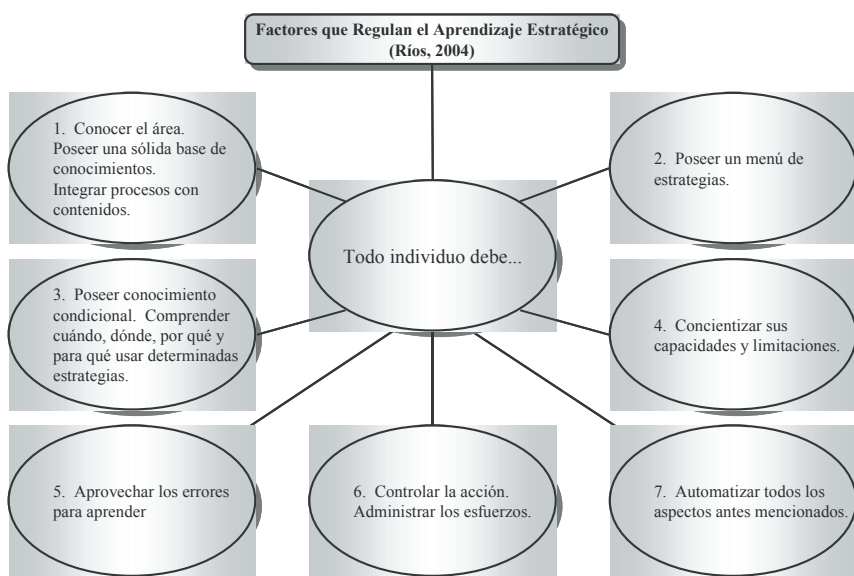 Factores que Regulan el Aprendizaje Estratégico
(Ríos, 2004)
1. Conocer el área.
Poseer una sólida base de
conocimientos.
Integrar procesos con
contenidos.
2. Poseer un menú de
estrategias.
Todo individuo debe...
3. Poseer conocimiento
condicional. Comprender
cuándo, dónde, por qué y
para qué usar determinadas
estrategias.
4. Concientizar sus
capacidades y limitaciones.
5. Aprovechar los errores
para aprender
6. Controlar la acción.
Administrar los esfuerzos.
7. Automatizar todos los
aspectos antes mencionados.